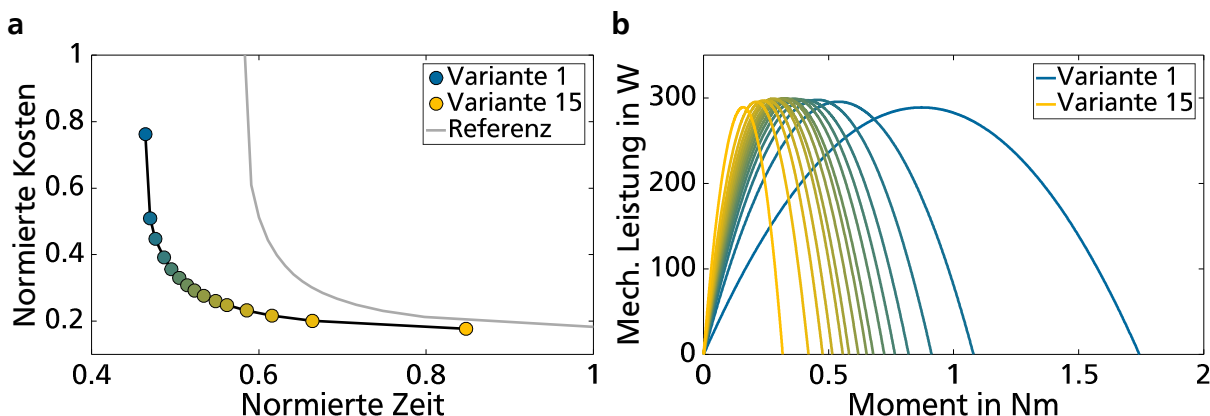 a
Normierte Kosten
1
0.8
0.6
0.4
0.2
0.4
0.6
0.8
1
Normierte Zeit
Variante 1
Variante 15
Referenz
b
Mech. Leistung in W
300
200
100
0
0
0.5
1
1.5
2
Moment in Nm
Variante 1
Variante 15